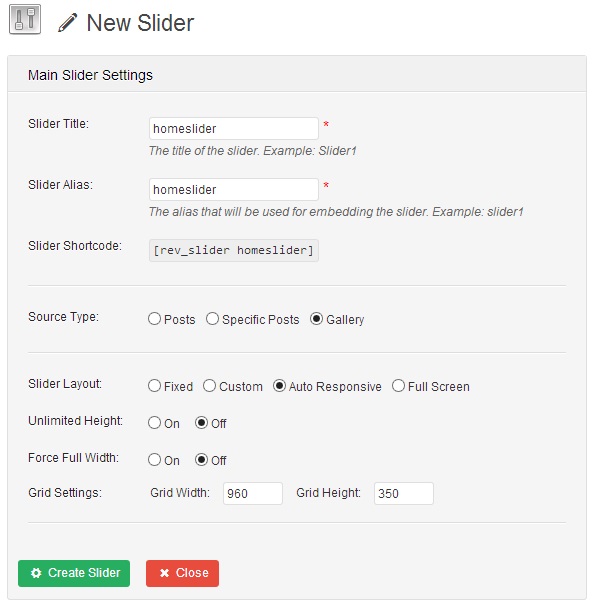 New Slider
Main Slider Settings
Slider Title: homeslider *
The title of the slider. Example: Slider1
Slider Alias: homeslider *
The alias that will be used for embedding the slider. Example: slider1
Slider Shortcode: [rev_slider homeslider]
Source Type: Posts Specific Posts Gallery
Slider Layout: Fixed Custom Auto Responsive Full Screen
Unlimited Height: On Off
Force Full Width: On Off
Grid Settings: Grid Width: 960 Grid Height: 350
Create Slider Close